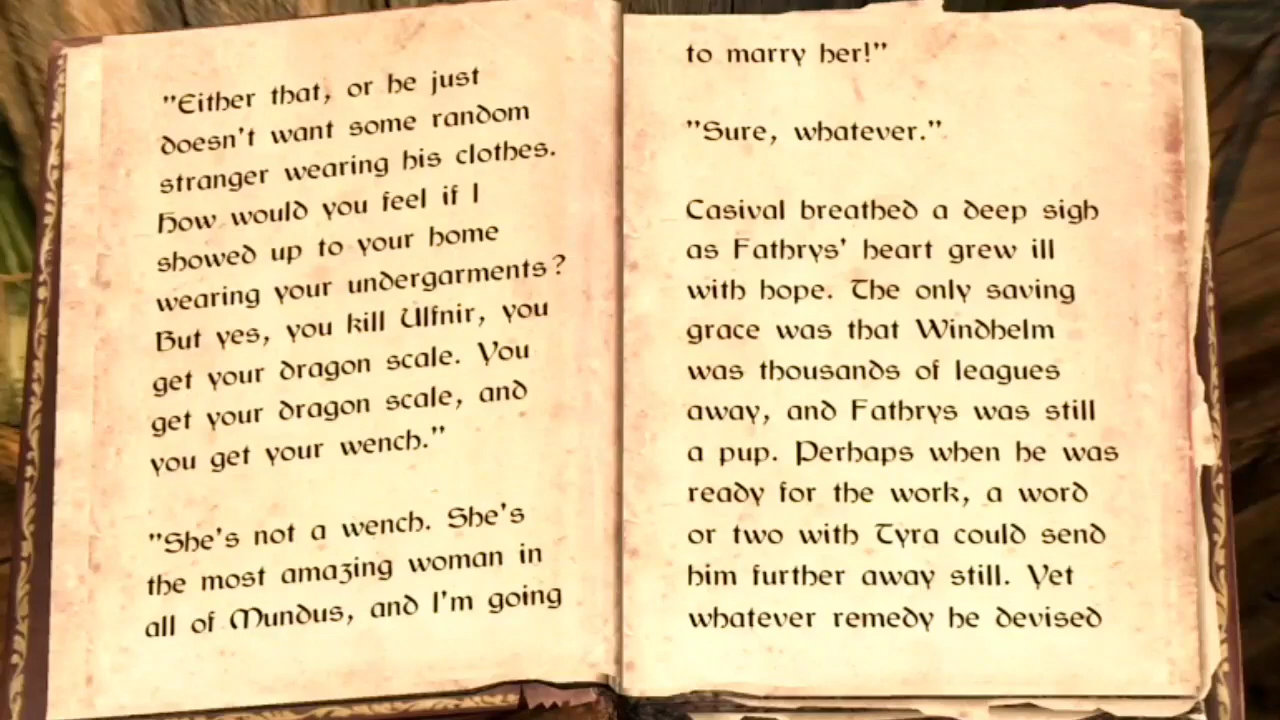 "Either that, or he just
doesn't want some random
stranger wearing his clothes.
How would you feel if I
showed up to your home
wearing your undergarments?
But yes, you kill Ulfnir, you
get your dragon scale. You
get your dragon scale, and
you get your wench."

"She's not a wench. She's
the most amazing woman in
all of Mundus, and I'm going
to marry her!"

"Sure, whatever."

Casival breathed a deep sigh
as Fathrys' heart grew ill
with hope. The only saving
grace was that Windhelm
was thousands of leagues
away, and Fathrys was still
a pup. Perhaps when he was
ready for the work, a word
or two with Tyra could send
him further away still. Yet
whatever remedy he devised